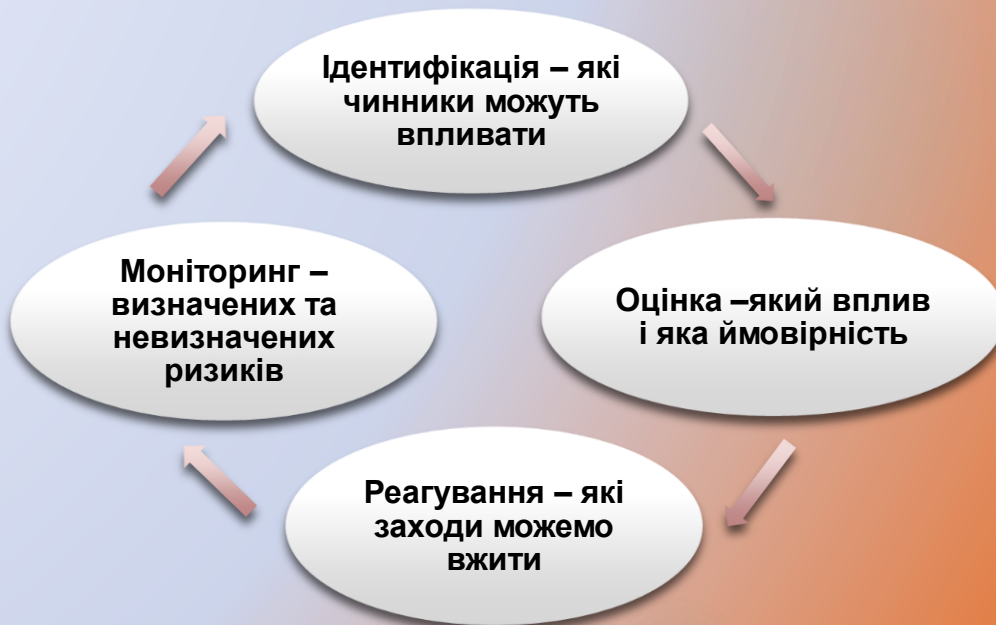 Ідентифікація – які
чинники можуть
впливати
Моніторинг –
визначених та
невизначених
ризиків
Оцінка –який вплив
і яка ймовірність
Реагування – які
заходи можемо
вжити